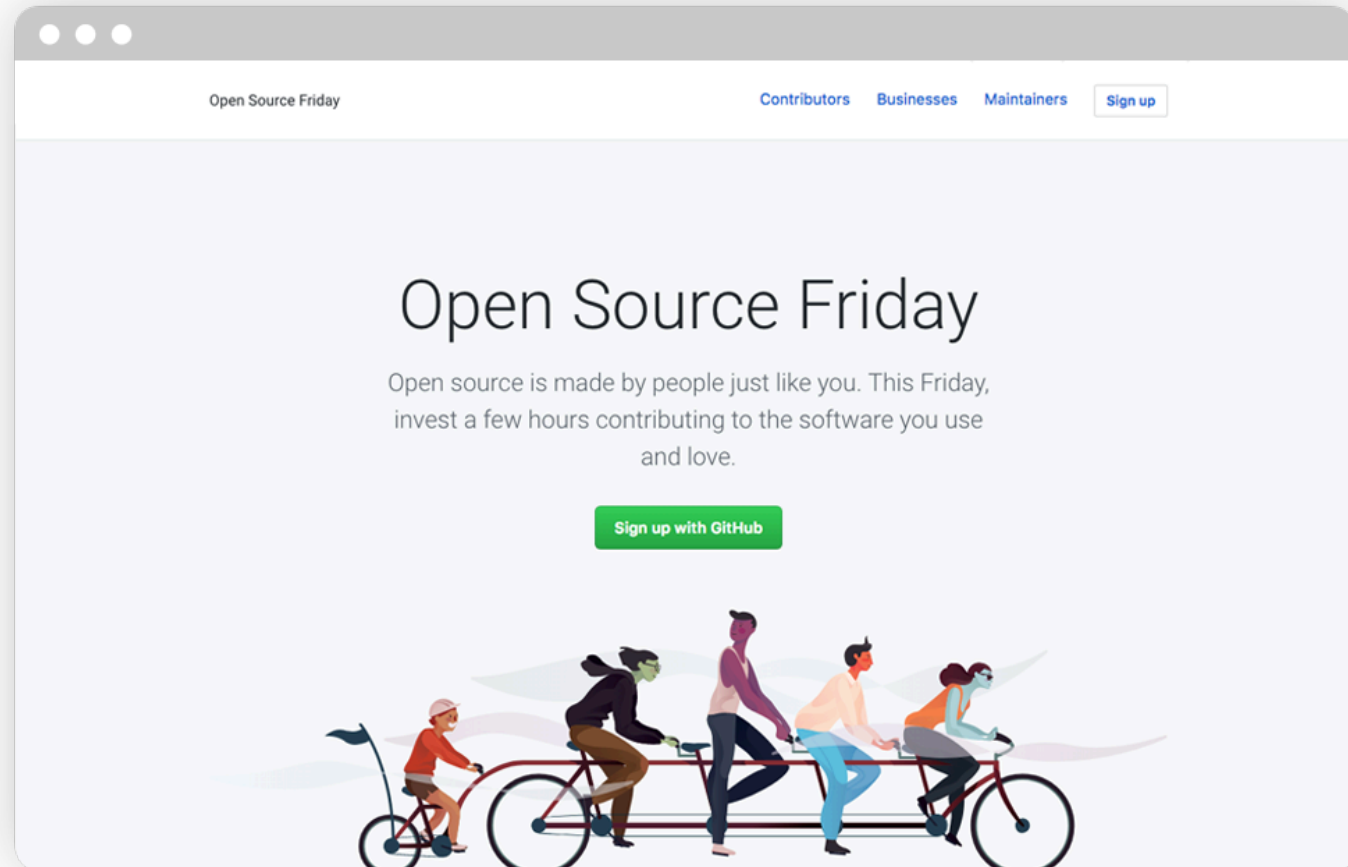 Open Source Friday
Contributors
Businesses
Maintainers
Sign up
Open Source Friday
Open source is made by people just like you. This Friday,
invest a few hours contributing to the software you use
and love.
Sign up with GitHub